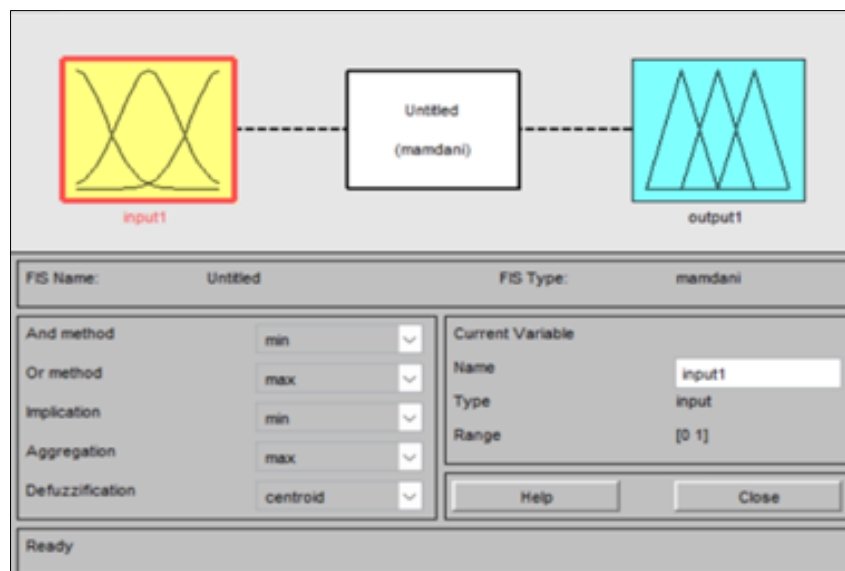 Untitled
(mamdani)
input1
output1
FIS Name: Untitled FIS Type: mamdani
And method min
Or method max
Implication min
Aggregation max
Defuzzification centroid
Current Variable
Name input1
Type input
Range [0 1]
Help Close
Ready